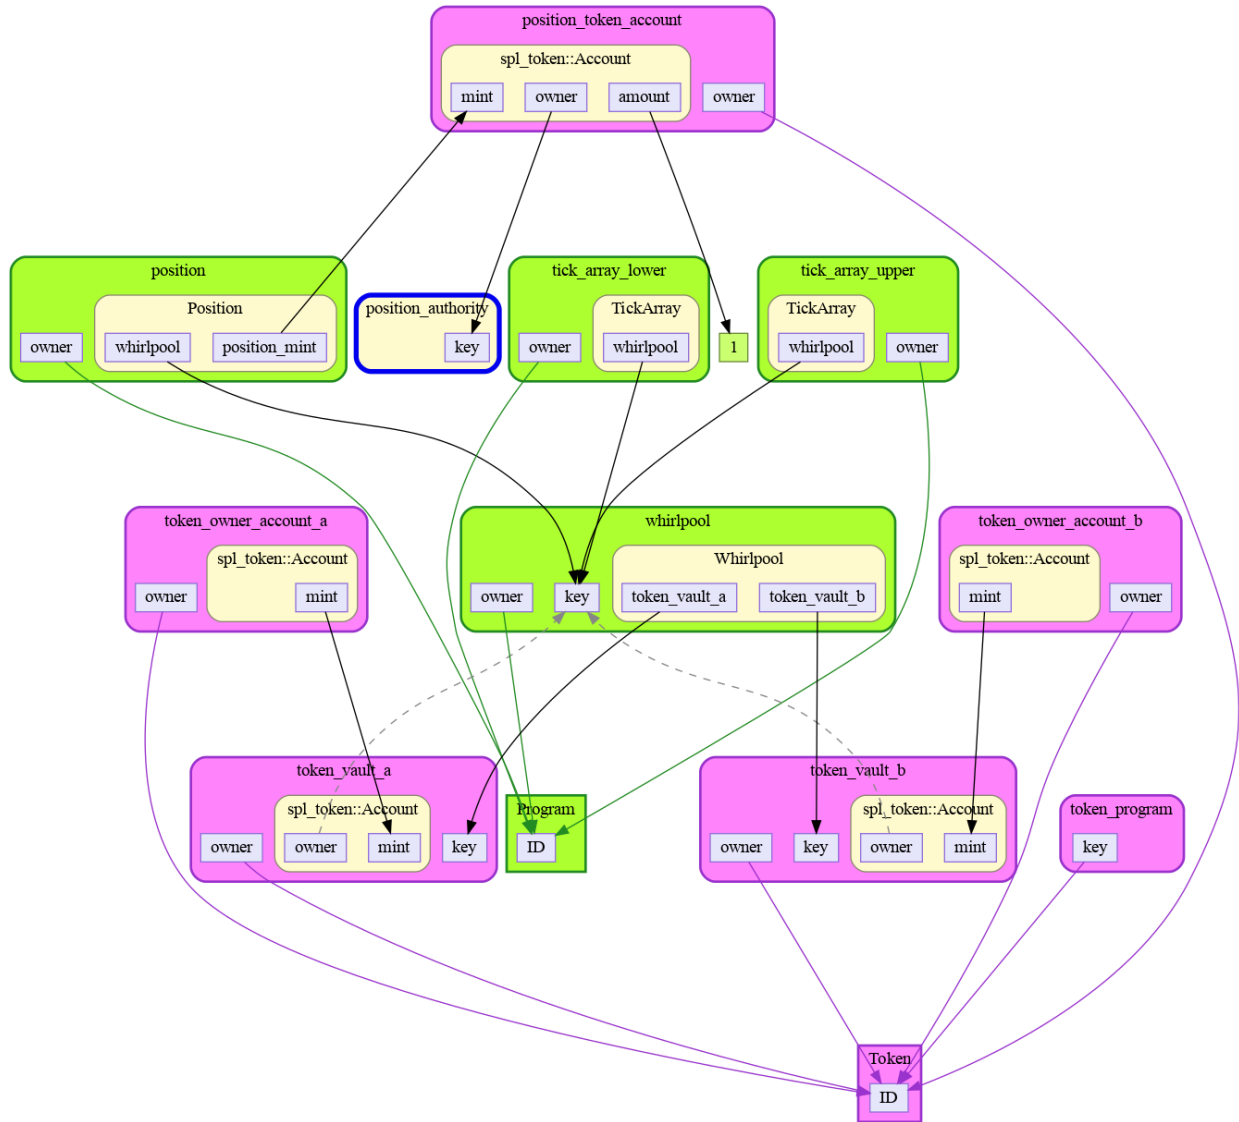 position_token_account
spl_token::Account
mint
owner
amount
owner
position
Position
owner
whirlpool
position_mint
position_authority
key
tick_array_lower
TickArray
owner
whirlpool
1
tick_array_upper
TickArray
whirlpool
owner
token_owner_account_a
spl_token::Account
owner
mint
whirlpool
Whirlpool
owner
key
token_vault_a
token_vault_b
token_owner_account_b
spl_token::Account
mint
owner
token_vault_a
spl_token::Account
owner
owner
mint
key
Program
ID
token_vault_b
spl_token::Account
owner
key
owner
mint
token_program
key
Token
ID